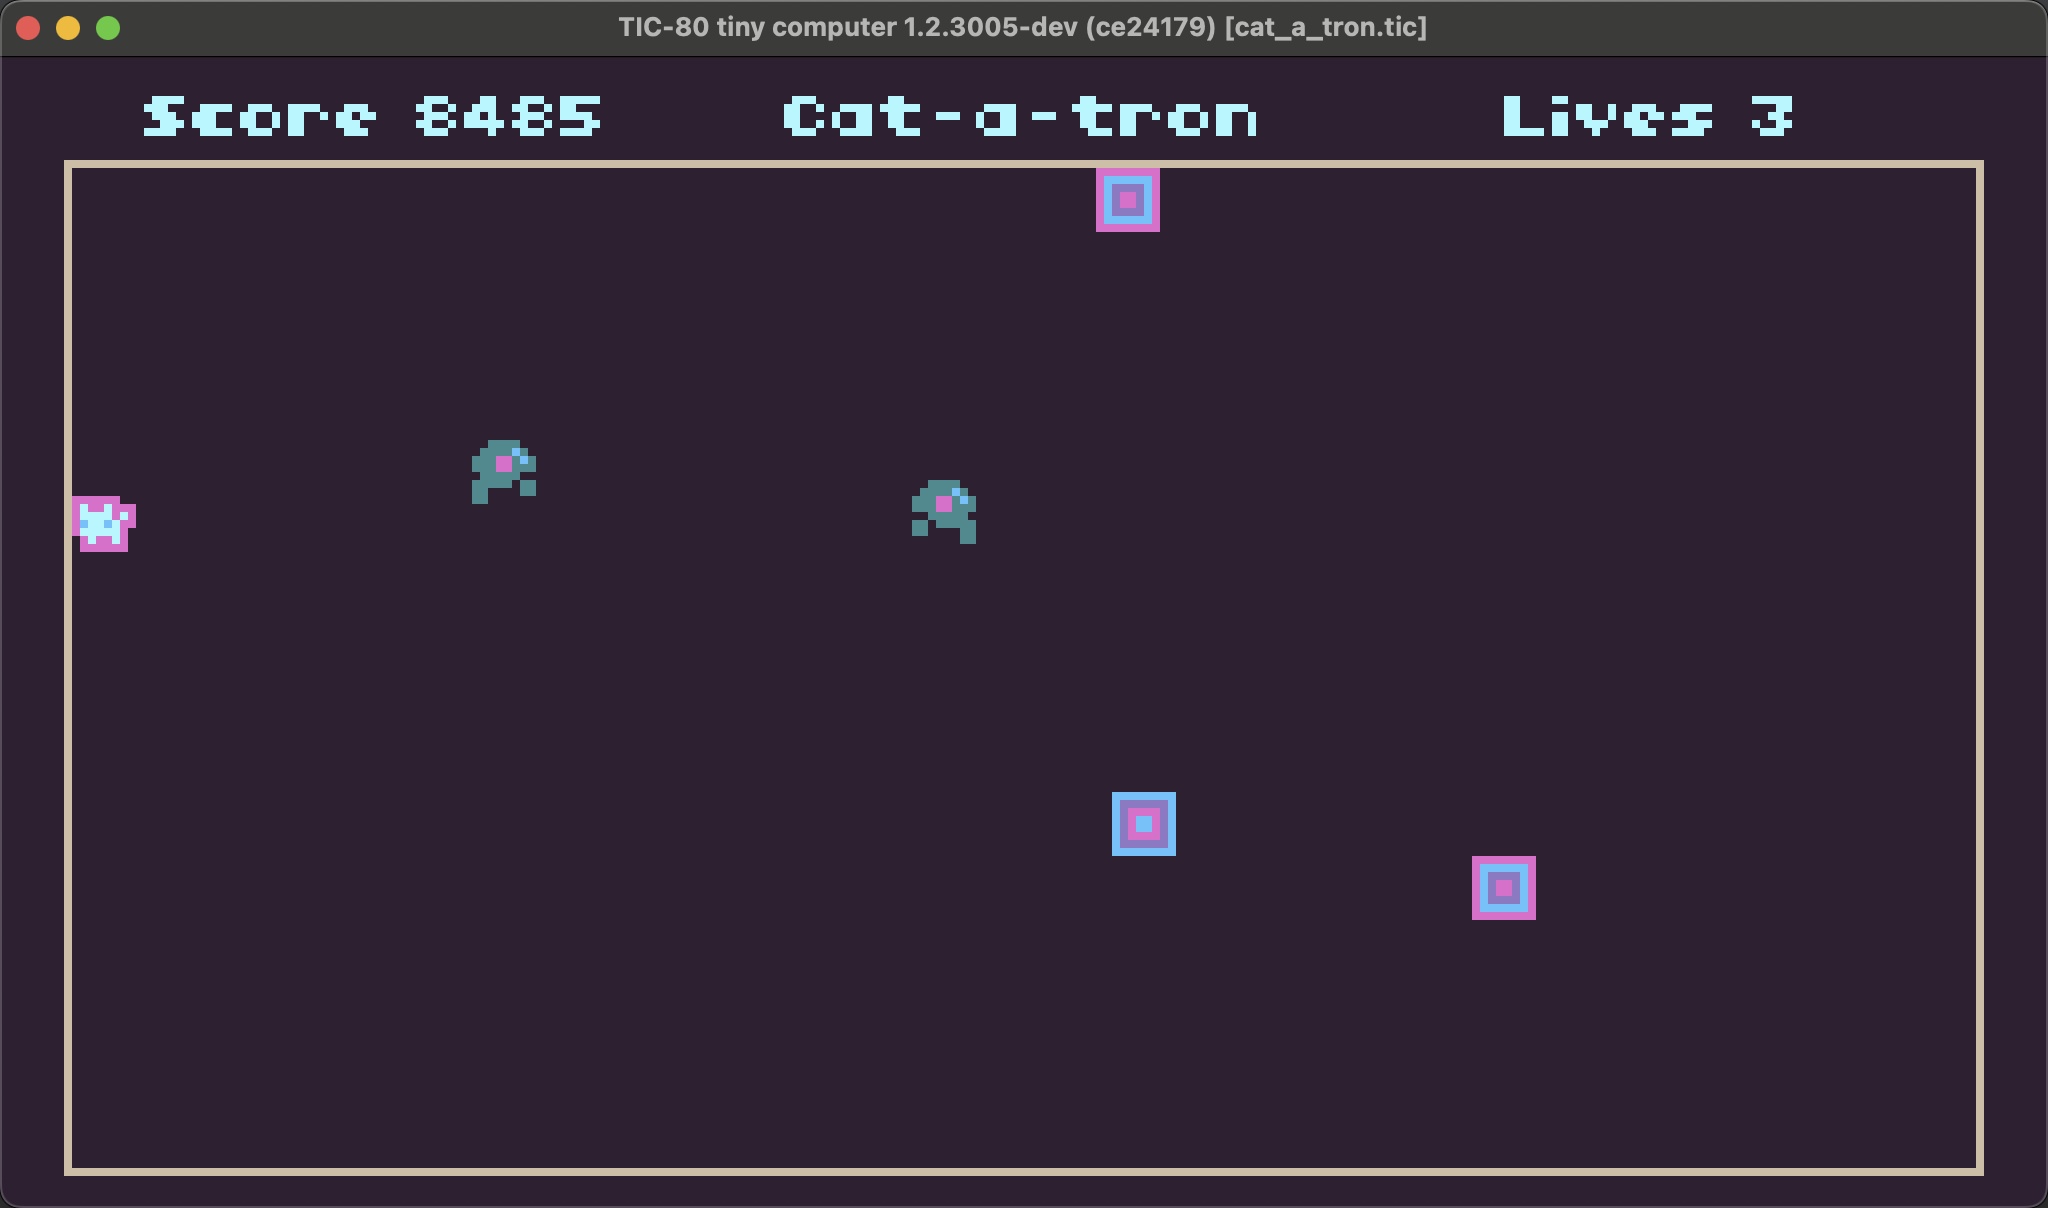 TIC-80 tiny computer 1.2.3005-dev (ce24179) [cat_a_tron.tic]
Score 8485 Cat-a-tron Lives 3